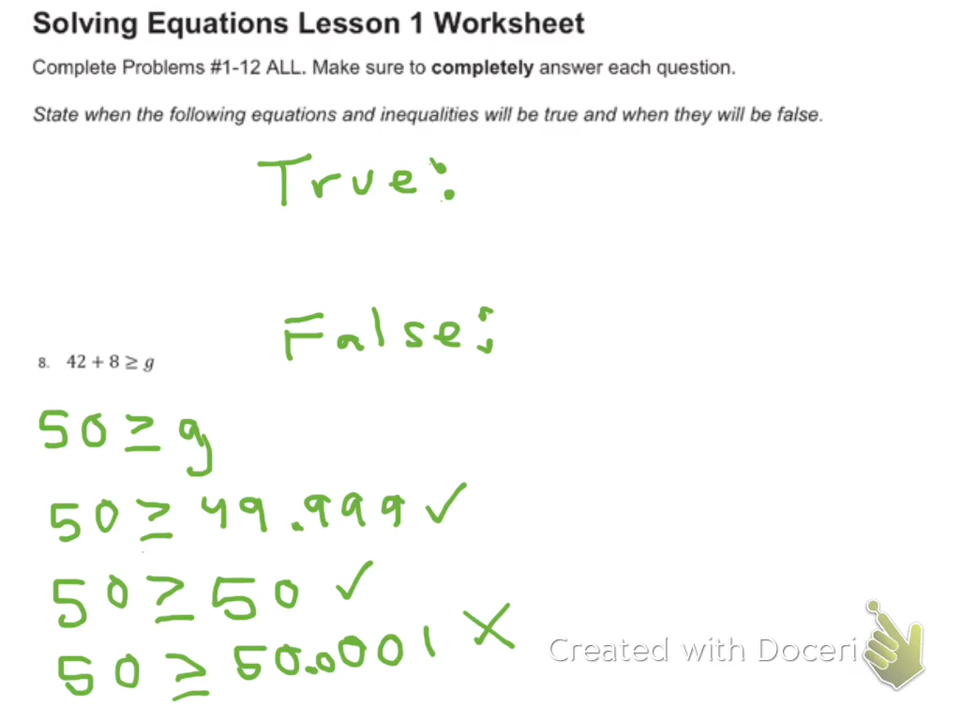 Solving Equations Lesson 1 Worksheet
Complete Problems #1-12 ALL. Make sure to completely answer each question.
State when the following equations and inequalities will be true and when they will be false.
True:
False:
8. 42 + 8 ≥ g
50 ≥ g
50 ≥ 49.999 ✓
50 ≥ 50 ✓
50 ≥ 50.0001 ✗
Created with Doceri